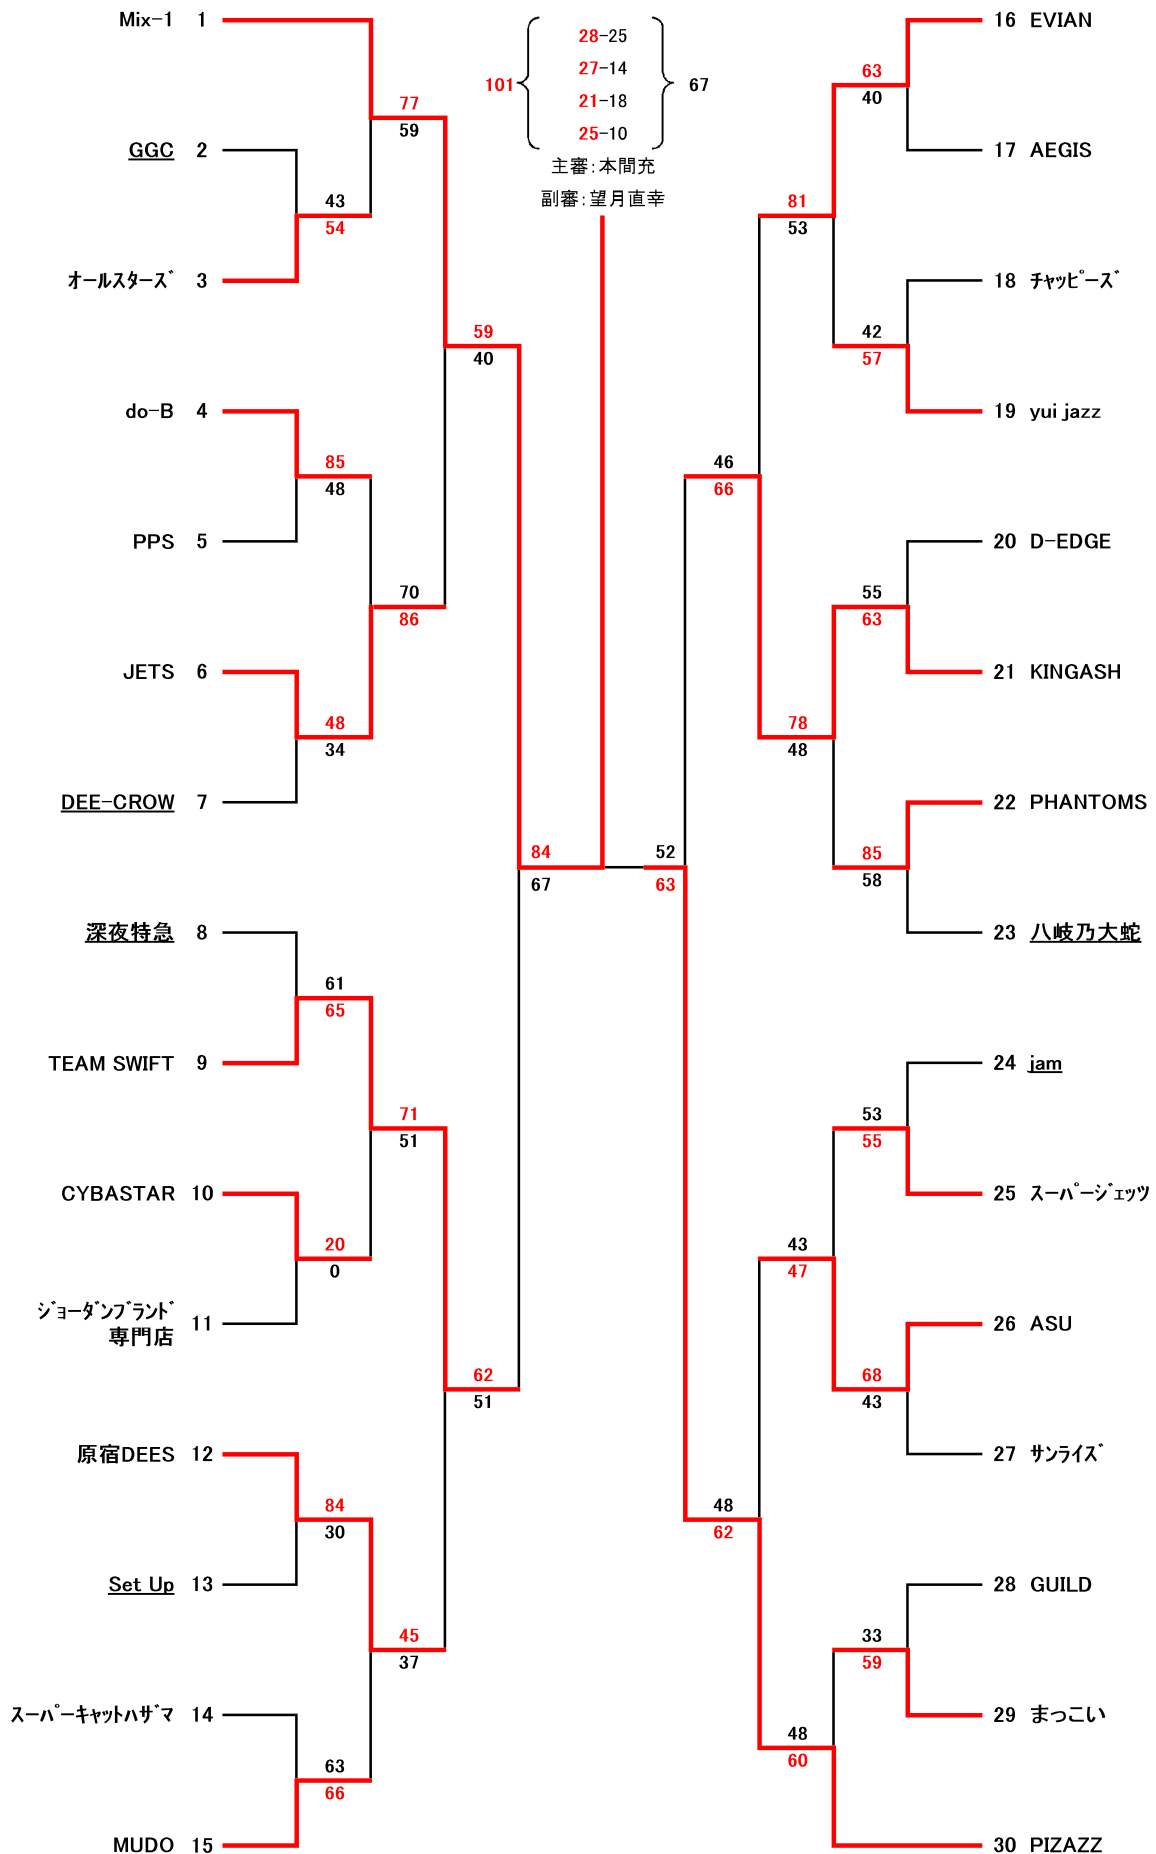 Mix-1 1
GGC 2
ｵｰﾙｽﾀｰｽﾞ 3
do-B 4
PPS 5
JETS 6
DEE-CROW 7
深夜特急 8
TEAM SWIFT 9
CYBASTAR 10
ｼﾞｮｰﾀﾞﾝﾌﾞﾗﾝﾄﾞ
専門店 11
原宿DEES 12
Set Up 13
ｽｰﾊﾟｰｷｬｯﾄﾊｻﾞﾏ 14
MUDO 15
43
54
85
48
48
34
61
65
20
0
84
30
63
66
77
59
70
86
71
51
45
37
59
40
62
51
84
67
101
28-25
27-14
21-18
25-10
67
主審：本間充
副審：望月直幸
52
63
46
66
48
62
81
53
78
48
43
47
48
60
63
40
42
57
55
63
85
58
53
55
68
43
33
59
16 EVIAN
17 AEGIS
18 ﾁｬｯﾋﾟｰｽﾞ
19 yui jazz
20 D-EDGE
21 KINGASH
22 PHANTOMS
23 八岐乃大蛇
24 jam
25 ｽｰﾊﾟｰｼﾞｪｯﾂ
26 ASU
27 ｻﾝﾗｲｽﾞ
28 GUILD
29 まっこい
30 PIZAZZ